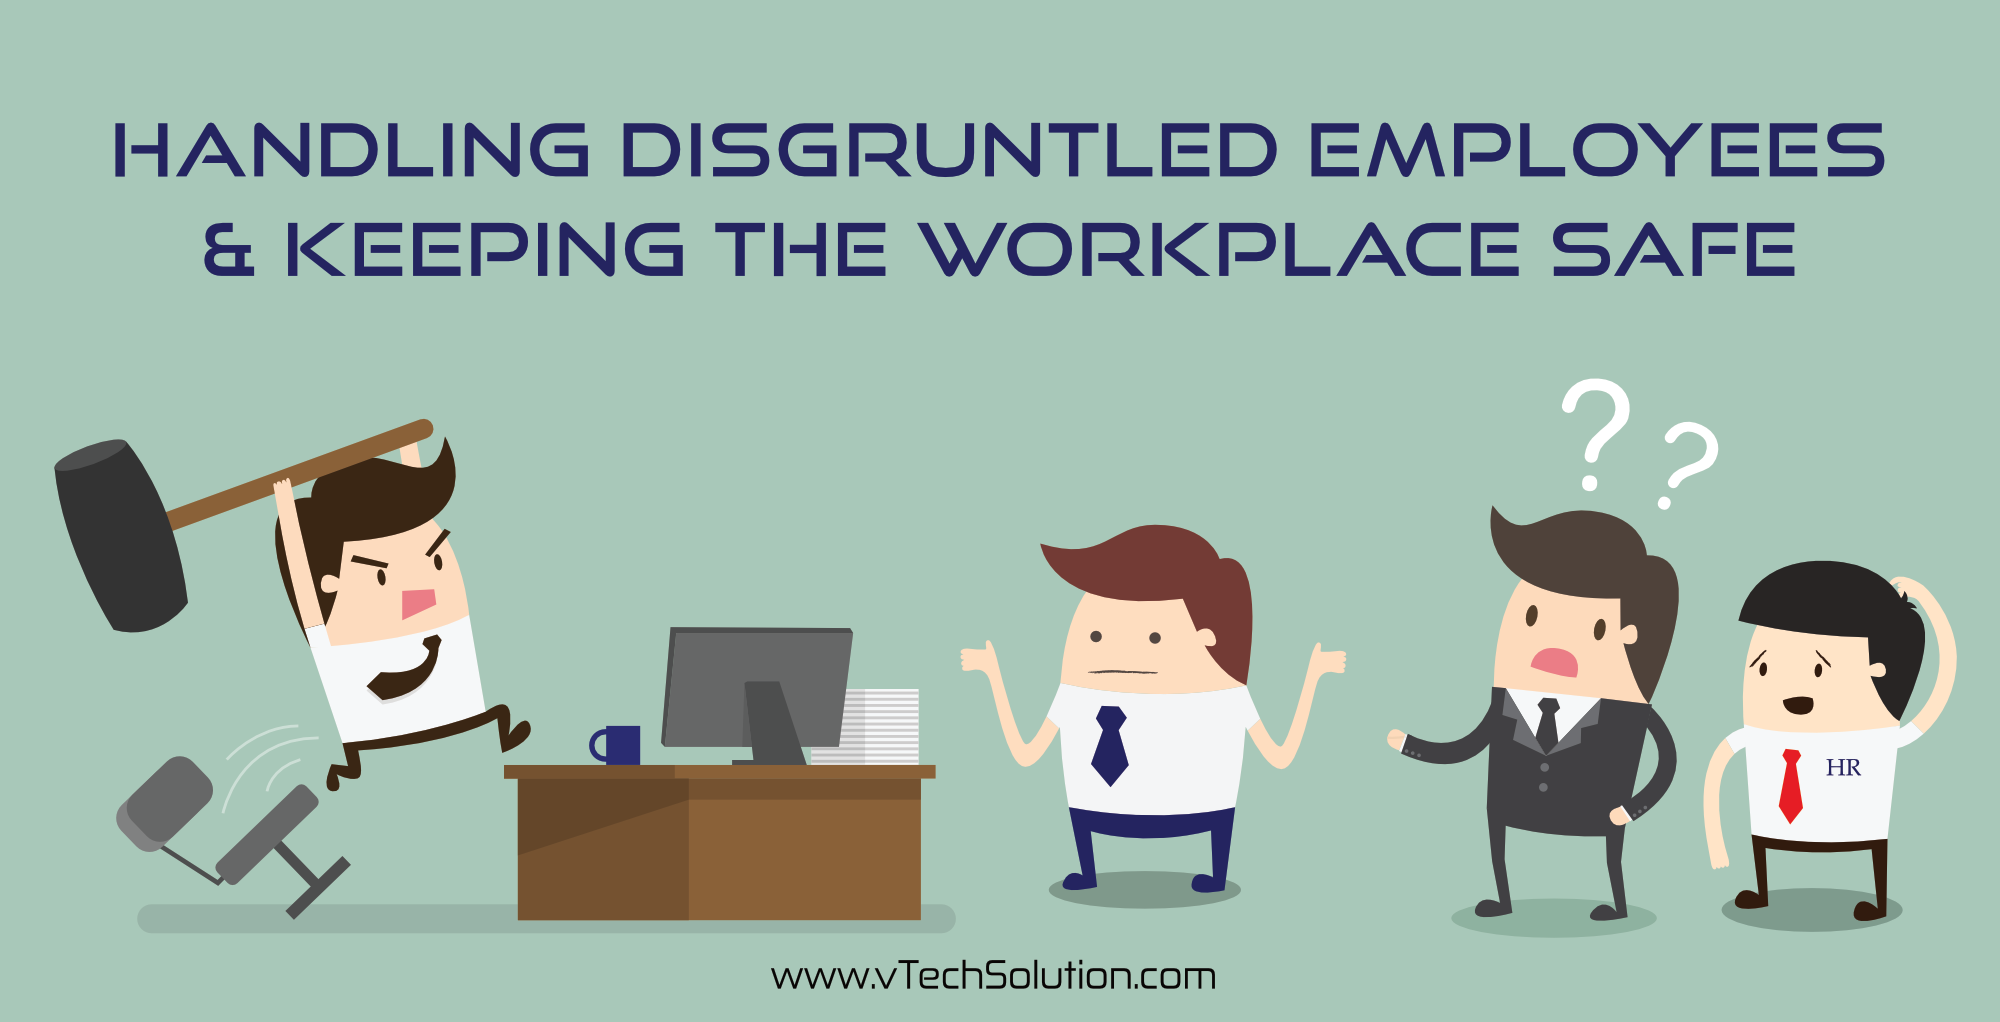 HANDLING DISGRUNTLED EMPLOYEES
& KEEPING THE WORKPLACE SAFE
? ?
HR
www.vTechSolution.com